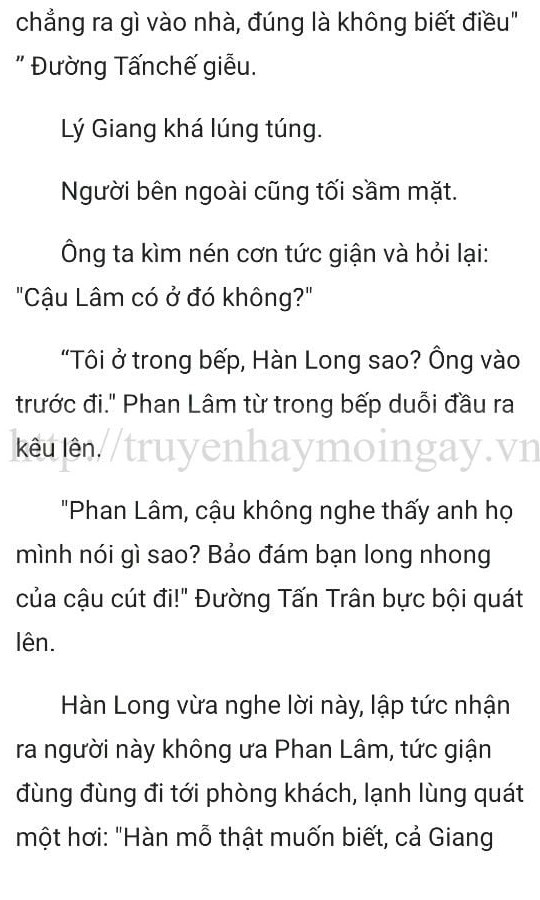 chẳng ra gì vào nhà, đúng là không biết điều"
” Đường Tấnchế giễu.
Lý Giang khá lúng túng.
Người bên ngoài cũng tối sầm mặt.
Ông ta kìm nén cơn tức giận và hỏi lại:
"Cậu Lâm có ở đó không?"
“Tôi ở trong bếp, Hàn Long sao? Ông vào
trước đi." Phan Lâm từ trong bếp duỗi đầu ra
kêu lên.
http://truyenhaymoingay.vn
"Phan Lâm, cậu không nghe thấy anh họ
mình nói gì sao? Bảo đám bạn long nhong
của cậu cút đi!" Đường Tấn Trân bực bội quát
lên.
Hàn Long vừa nghe lời này, lập tức nhận
ra người này không ưa Phan Lâm, tức giận
đùng đùng đi tới phòng khách, lạnh lùng quát
một hơi: "Hàn mỗ thật muốn biết, cả Giang